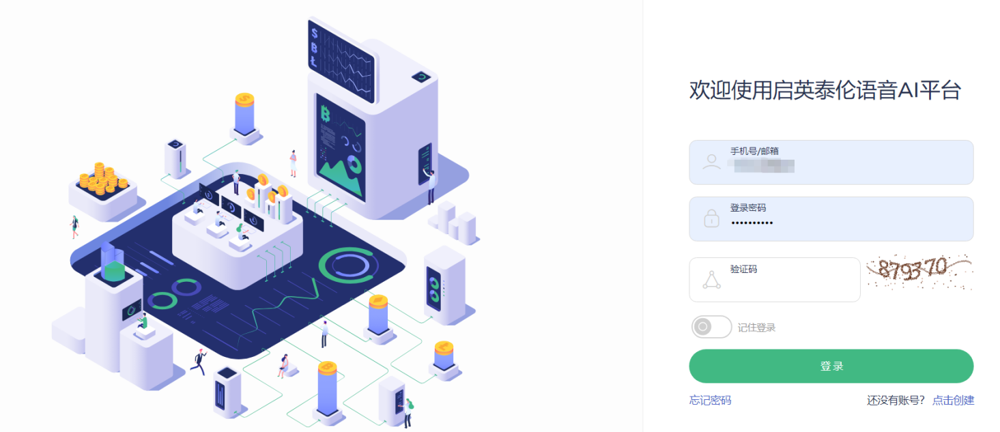 欢迎使用启英泰伦语音AI平台
手机号/邮箱
登录密码
••••••••••
验证码
879370
记住登录
登录
忘记密码
还没有账号? 点击创建